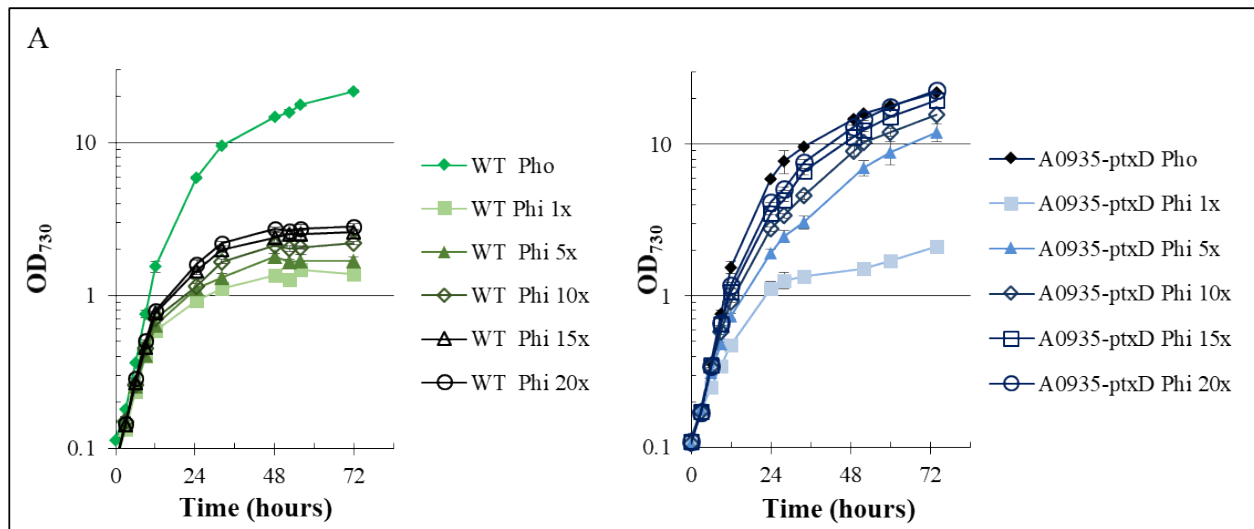 A
OD730
10
1
0.1
0
24
48
72
Time (hours)
WT Pho
WT Phi 1x
WT Phi 5x
WT Phi 10x
WT Phi 15x
WT Phi 20x
OD730
10
1
0.1
0
24
48
72
Time (hours)
A0935-ptxD Pho
A0935-ptxD Phi 1x
A0935-ptxD Phi 5x
A0935-ptxD Phi 10x
A0935-ptxD Phi 15x
A0935-ptxD Phi 20x